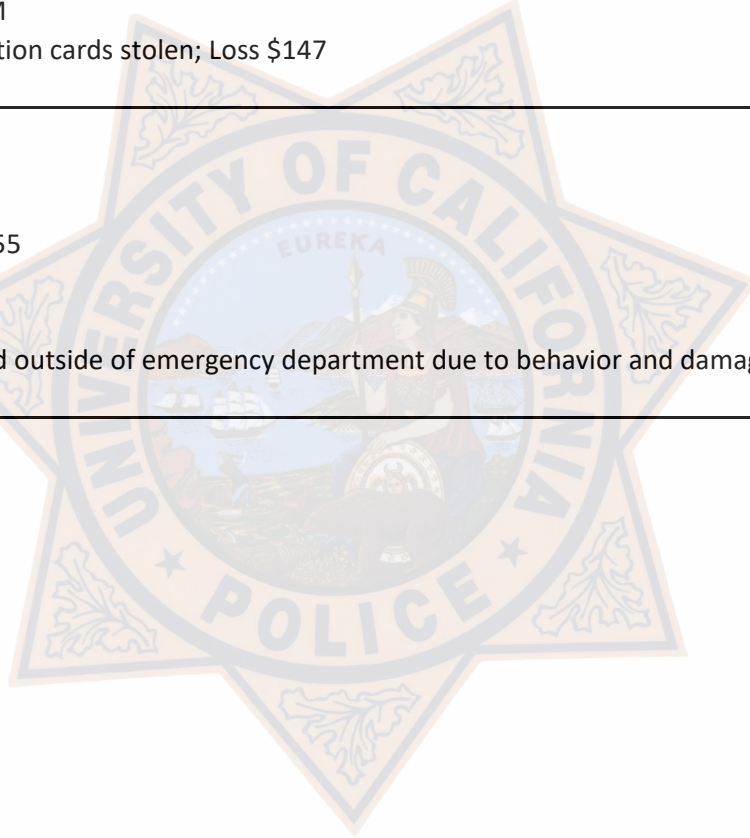 tion cards stolen; Loss $147
UNIVERSITY OF CALIFORNIA
EUREKA
55
d outside of emergency department due to behavior and damag
POLICE